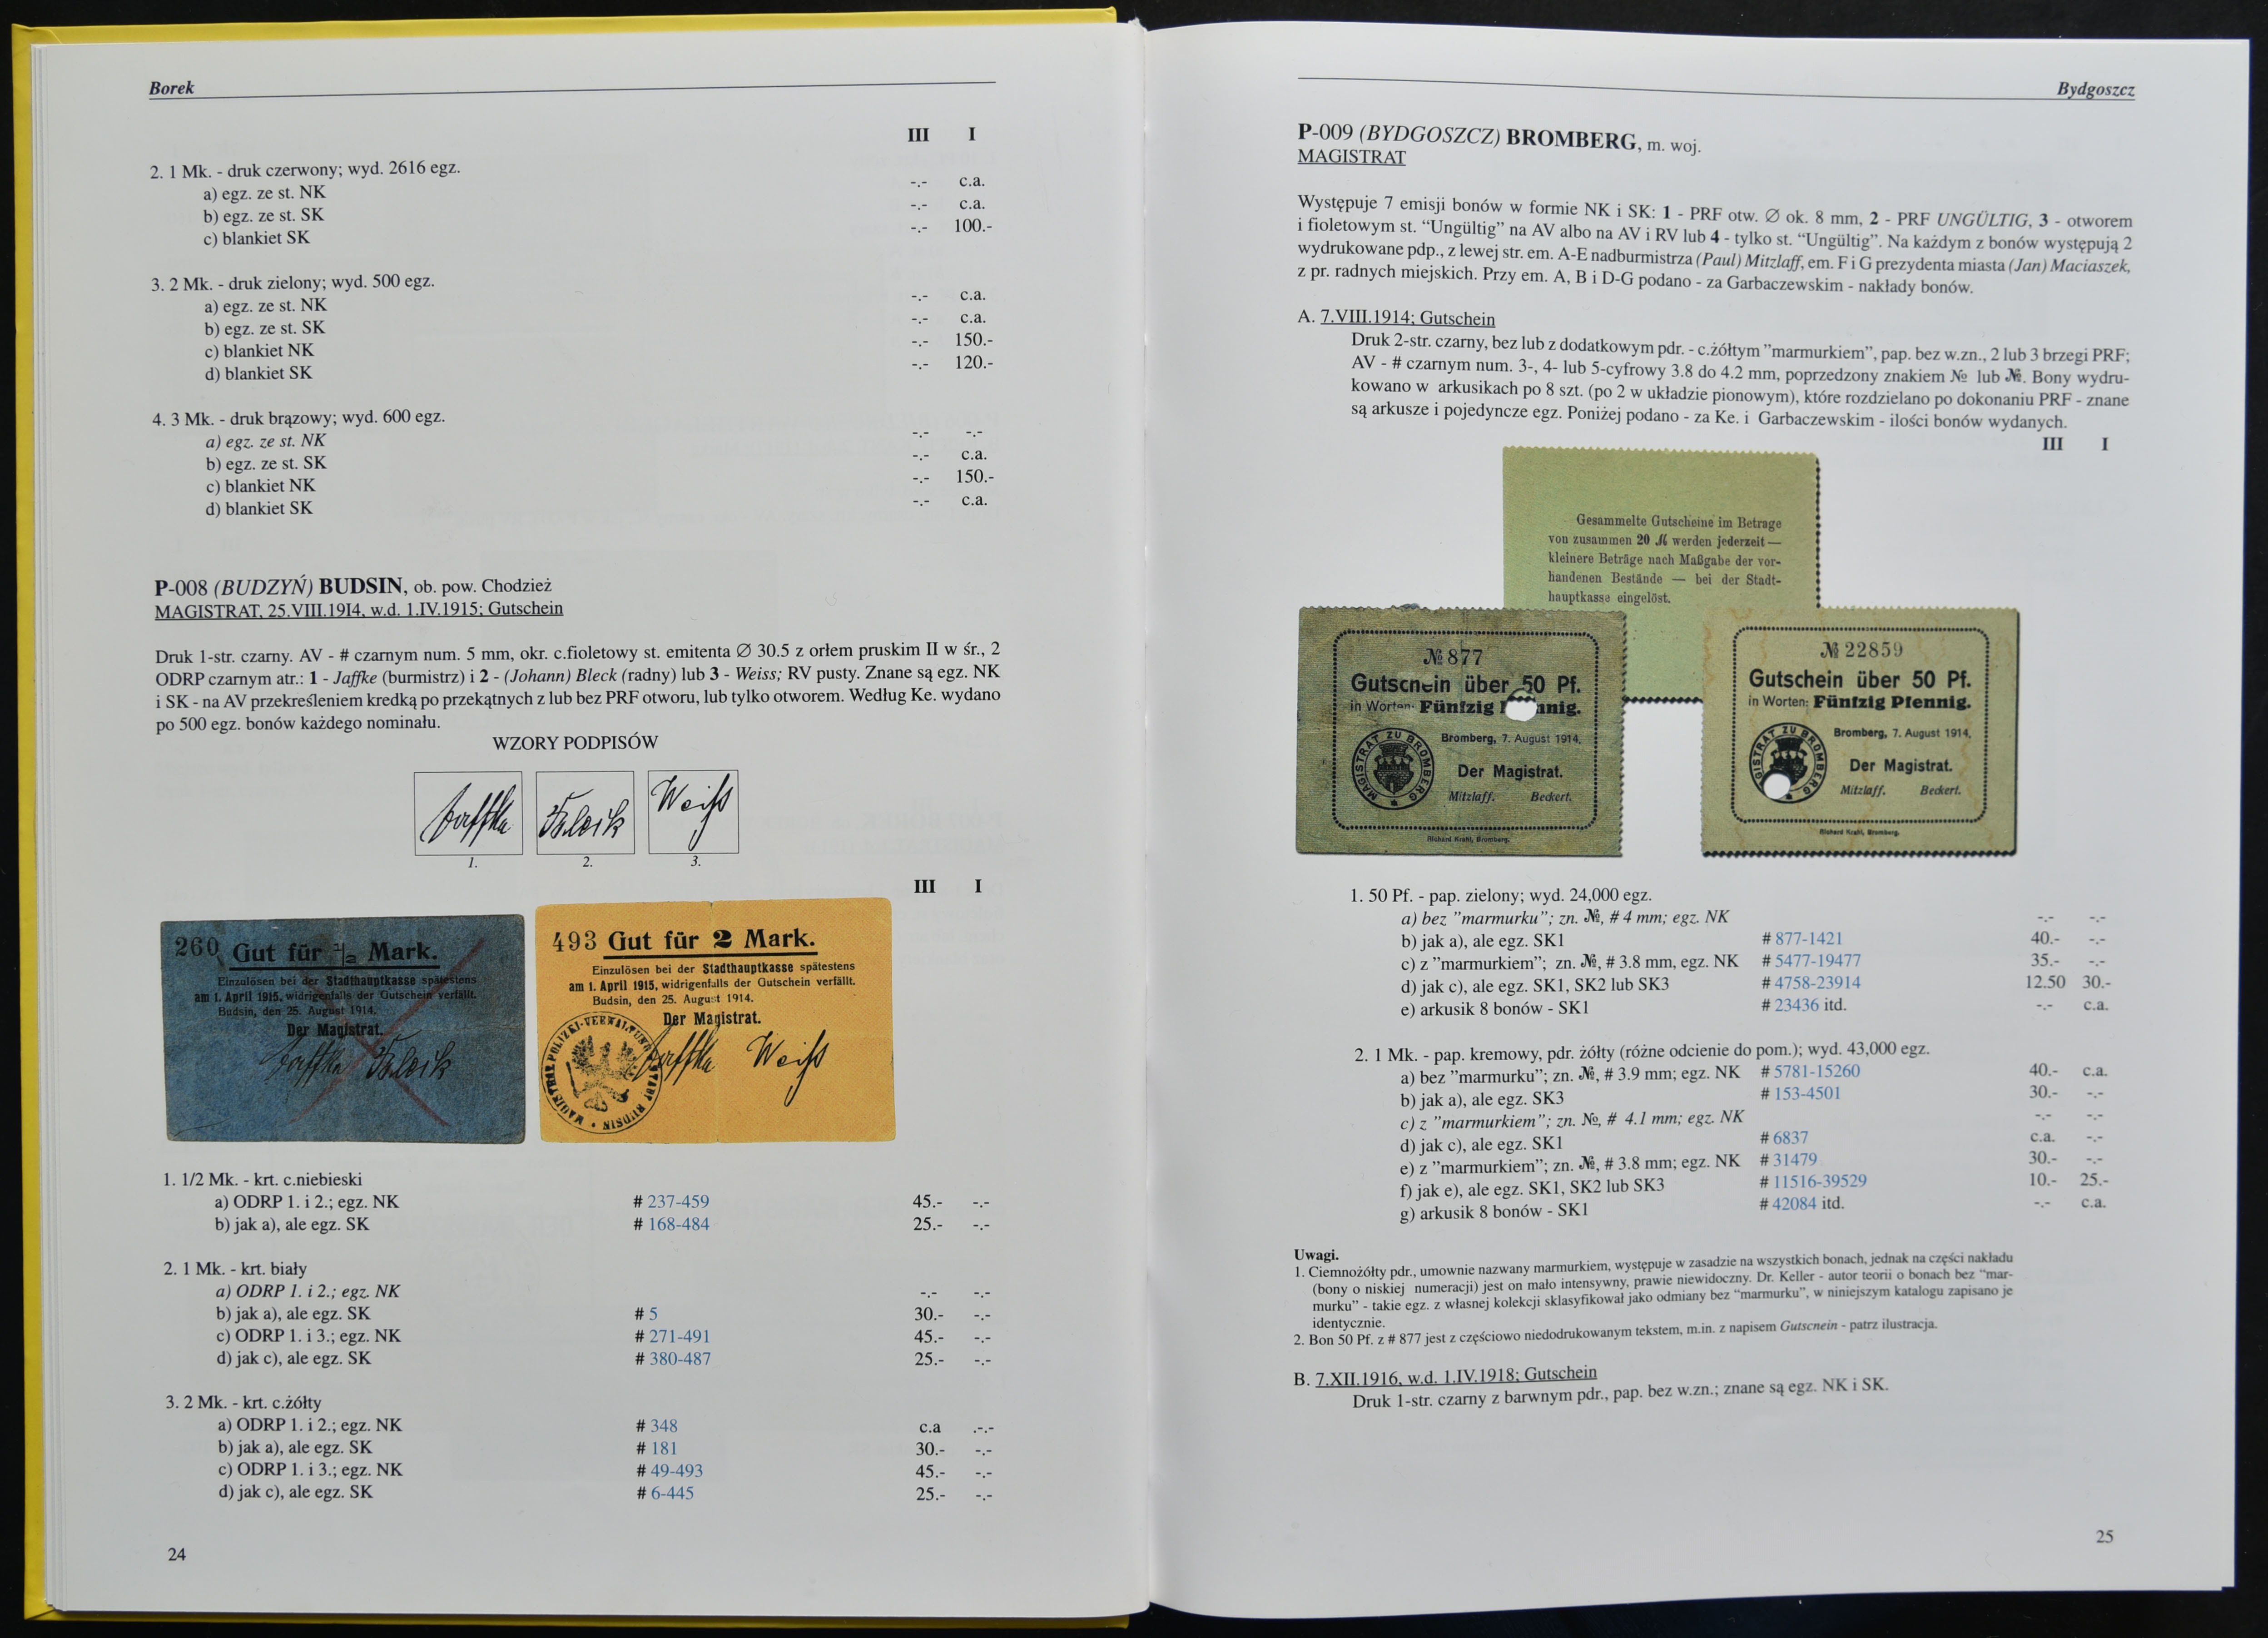 Borek
III I
2. 1 Mk. - druk czerwony; wyd. 2616 egz.
a) egz. ze st. NK -.- c.a.
b) egz. ze st. SK -.- c.a.
c) blankiet SK -.- 100.-
3. 2 Mk. - druk zielony; wyd. 500 egz.
a) egz. ze st. NK -.- c.a.
b) egz. ze st. SK -.- c.a.
c) blankiet NK -.- 150.-
d) blankiet SK -.- 120.-
4. 3 Mk. - druk brązowy; wyd. 600 egz.
a) egz. ze st. NK -.- -.-
b) egz. ze st. SK -.- c.a.
c) blankiet NK -.- 150.-
d) blankiet SK -.- c.a.
P-008 (BUDZYŃ) BUDSIN, ob. pow. Chodzież
MAGISTRAT, 25.VIII.19I4, w.d. 1.IV.1915; Gutschein
Druk 1-str. czarny. AV - # czarnym num. 5 mm, okr. c.fioletowy st. emitenta Ø 30.5 z orłem pruskim II w śr., 2
ODRP czarnym atr.: 1 - Jaffke (burmistrz) i 2 - (Johann) Bleck (radny) lub 3 - Weiss; RV pusty. Znane są egz. NK
i SK - na AV przekreśleniem kredką po przekątnych z lub bez PRF otworu, lub tylko otworem. Według Ke. wydano
po 500 egz. bonów każdego nominału.
WZORY PODPISÓW
Jaffke Bleck Weiss
1. 2. 3.
III I
260 Gut für 1/2 Mark.
Einzulösen bei der Stadthauptkasse spätestens
am 1. April 1915, widrigenfalls der Gutschein verfällt.
Budsin, den 25. August 1914.
Der Magistrat.
Jaffke Bleck
493 Gut für 2 Mark.
Einzulösen bei der Stadthauptkasse spätestens
am 1. April 1915, widrigenfalls der Gutschein verfällt.
Budsin, den 25. August 1914.
Der Magistrat.
Jaffke Weiss
1. 1/2 Mk. - krt. c.niebieski
a) ODRP 1. i 2.; egz. NK # 237-459 45.- -.-
b) jak a), ale egz. SK # 168-484 25.- -.-
2. 1 Mk. - krt. biały
a) ODRP 1. i 2.; egz. NK -.- -.-
b) jak a), ale egz. SK # 5 30.- -.-
c) ODRP 1. i 3.; egz. NK # 271-491 45.- -.-
d) jak c), ale egz. SK # 380-487 25.- -.-
3. 2 Mk. - krt. c.żółty
a) ODRP 1. i 2.; egz. NK # 348 c.a .-.-
b) jak a), ale egz. SK # 181 30.- -.-
c) ODRP 1. i 3.; egz. NK # 49-493 45.- -.-
d) jak c), ale egz. SK # 6-445 25.- -.-
24
Bydgoszcz
P-009 (BYDGOSZCZ) BROMBERG, m. woj.
MAGISTRAT
Występuje 7 emisji bonów w formie NK i SK: 1 - PRF otw. Ø ok. 8 mm, 2 - PRF UNGÜLTIG, 3 - otworem
i fioletowym st. “Ungültig” na AV albo na AV i RV lub 4 - tylko st. “Ungültig”. Na każdym z bonów występują 2
wydrukowane pdp., z lewej str. em. A-E nadburmistrza (Paul) Mitzlaff, em. F i G prezydenta miasta (Jan) Maciaszek,
z pr. radnych miejskich. Przy em. A, B i D-G podano - za Garbaczewskim - nakłady bonów.
A. 7.VIII.1914; Gutschein
Druk 2-str. czarny, bez lub z dodatkowym pdr. - c.żółtym ”marmurkiem”, pap. bez w.zn., 2 lub 3 brzegi PRF;
AV - # czarnym num. 3-, 4- lub 5-cyfrowy 3.8 do 4.2 mm, poprzedzony znakiem № lub №. Bony wydru-
kowano w arkusikach po 8 szt. (po 2 w układzie pionowym), które rozdzielano po dokonaniu PRF - znane
są arkusze i pojedyncze egz. Poniżej podano - za Ke. i Garbaczewskim - ilości bonów wydanych.
III I
Gesammelte Gutscheine im Betrage
von zusammen 20 ℳ werden jederzeit —
kleinere Beträge nach Maßgabe der vor-
handenen Bestände — bei der Stadt-
hauptkasse eingelöst.
№ 877
Gutscnein über 50 Pf.
in Worten: Fünfzig P nnig.
MAGISTRAT ZU BROMBERG
Bromberg, 7. August 1914.
Der Magistrat.
Mitzlaff. Beckert.
Richard Krahl, Bromberg.
№ 22859
Gutschein über 50 Pf.
in Worten: Fünfzig Pfennig.
Bromberg, 7. August 1914.
Der Magistrat.
Mitzlaff. Beckert.
Richard Krahl, Bromberg.
1. 50 Pf. - pap. zielony; wyd. 24,000 egz.
a) bez ”marmurku”; zn. №, # 4 mm; egz. NK -.- -.-
b) jak a), ale egz. SK1 # 877-1421 40.- -.-
c) z ”marmurkiem”; zn. №, # 3.8 mm, egz. NK # 5477-19477 35.- -.-
d) jak c), ale egz. SK1, SK2 lub SK3 # 4758-23914 12.50 30.-
e) arkusik 8 bonów - SK1 # 23436 itd. -.- c.a.
2. 1 Mk. - pap. kremowy, pdr. żółty (różne odcienie do pom.); wyd. 43,000 egz.
a) bez ”marmurku”; zn. №, # 3.9 mm; egz. NK # 5781-15260 40.- c.a.
b) jak a), ale egz. SK3 # 153-4501 30.- -.-
c) z ”marmurkiem”; zn. №, # 4.1 mm; egz. NK -.- -.-
d) jak c), ale egz. SK1 # 6837 c.a. -.-
e) z ”marmurkiem”; zn. №, # 3.8 mm; egz. NK # 31479 30.- -.-
f) jak e), ale egz. SK1, SK2 lub SK3 # 11516-39529 10.- 25.-
g) arkusik 8 bonów - SK1 # 42084 itd. -.- c.a.
Uwagi.
1. Ciemnożółty pdr., umownie nazwany marmurkiem, występuje w zasadzie na wszystkich bonach, jednak na części nakładu
(bony o niskiej numeracji) jest on mało intensywny, prawie niewidoczny. Dr. Keller - autor teorii o bonach bez “mar-
murku” - takie egz. z własnej kolekcji sklasyfikował jako odmiany bez “marmurku”, w niniejszym katalogu zapisano je
identycznie.
2. Bon 50 Pf. z # 877 jest z częściowo niedodrukowanym tekstem, m.in. z napisem Gutscnein - patrz ilustracja.
B. 7.XII.1916, w.d. 1.IV.1918; Gutschein
Druk 1-str. czarny z barwnym pdr., pap. bez w.zn.; znane są egz. NK i SK.
25